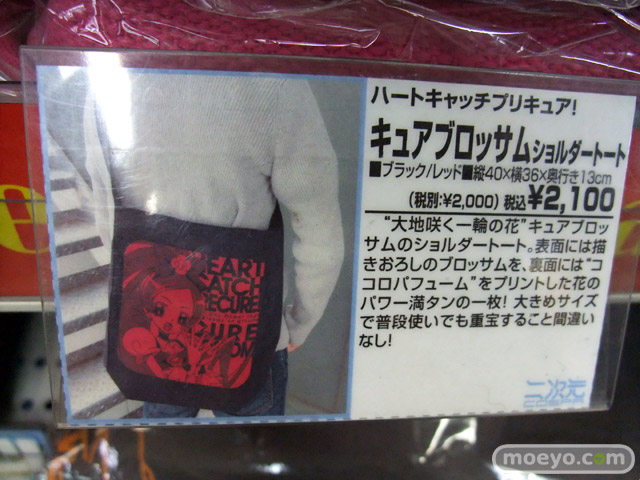 ハートキャッチプリキュア!
キュアブロッサムショルダートート
■ブラック/レッド■縦40×横36×奥行き13cm
(税別:¥2,000) 税込¥2,100
“大地咲く一輪の花”キュアブロッ
サムのショルダートート。表面には描
きおろしのブロッサムを、裏面には“コ
コロパフューム”をプリントした花の
パワー満タンの一枚!大きめサイズ
で普段使いでも重宝すること間違い
なし!
HEART
CATCH
PRECURE
CURE
二次
moeyo.com